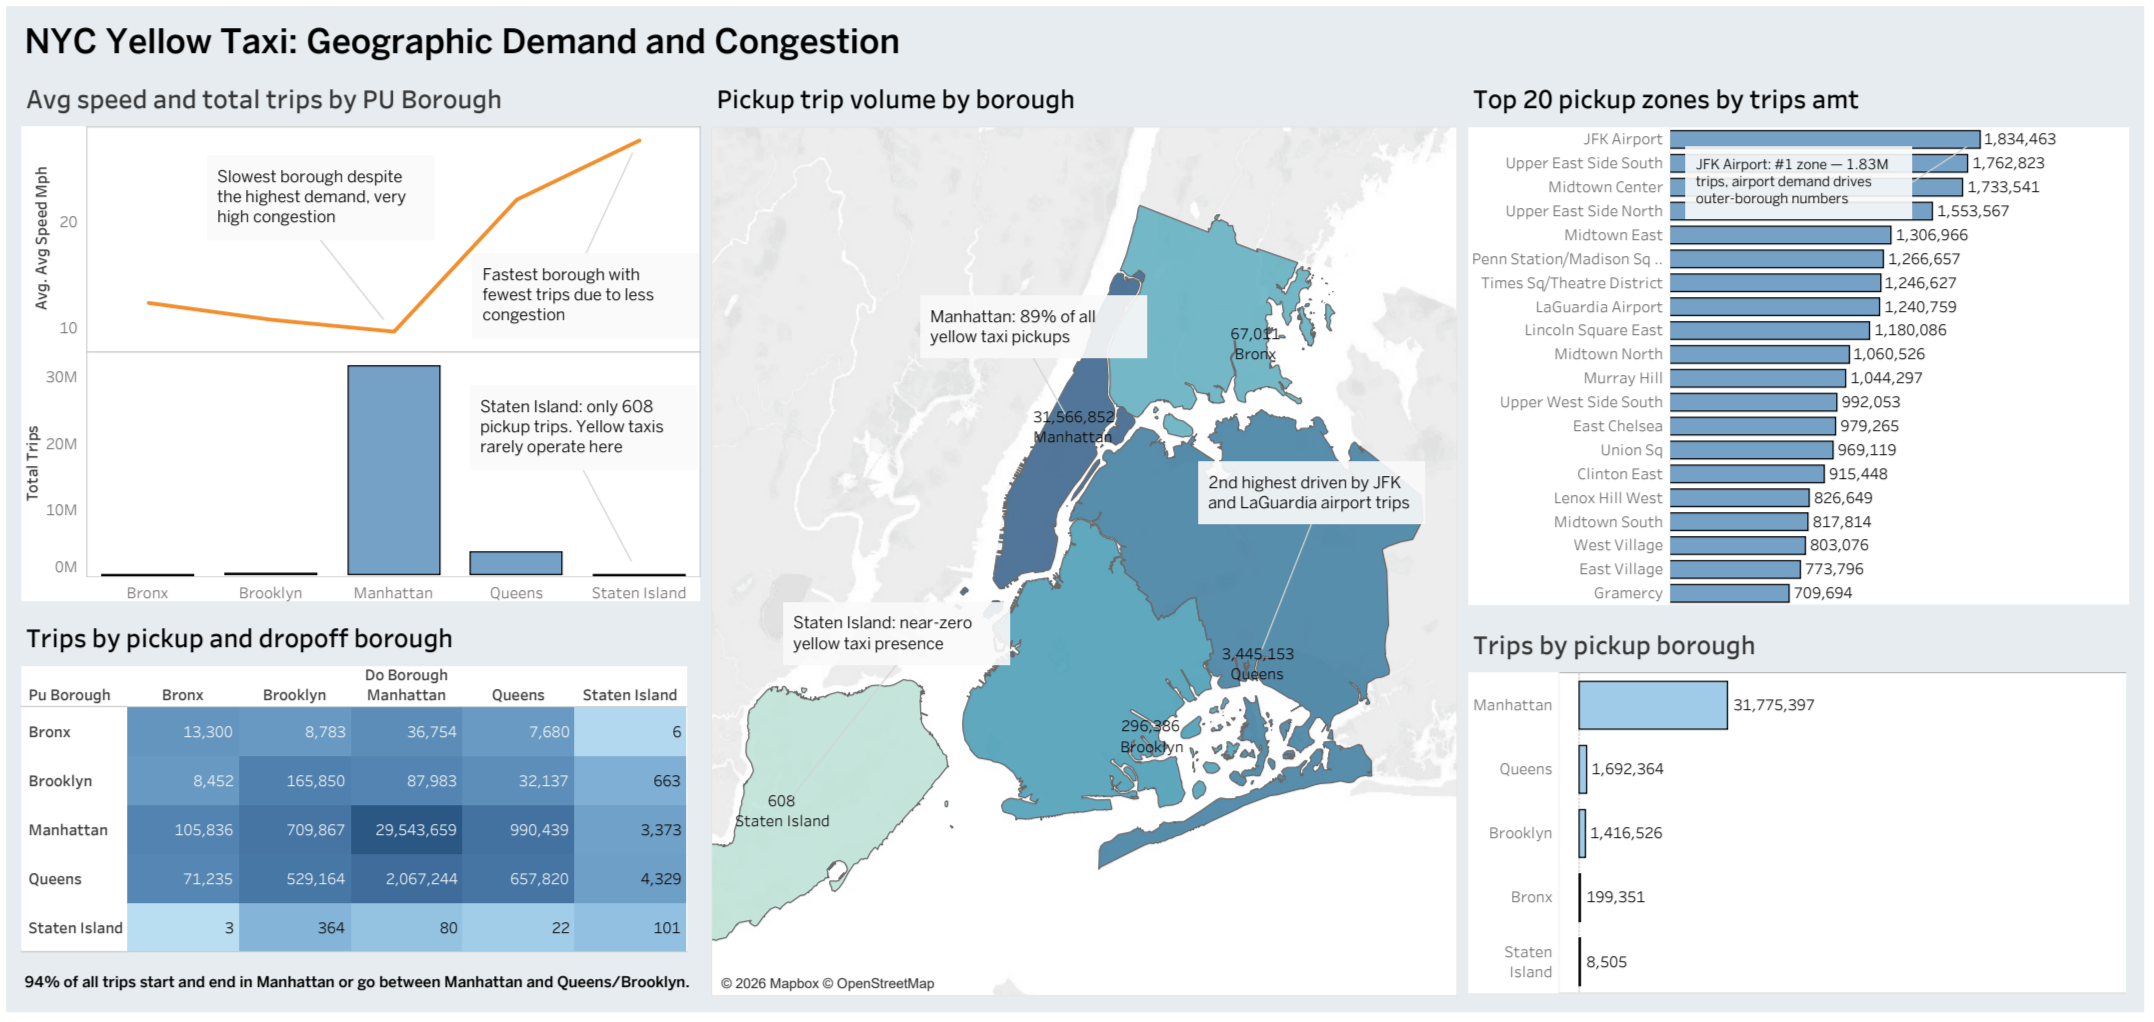 NYC Yellow Taxi: Geographic Demand and Congestion
Avg speed and total trips by PU Borough
Avg. Avg Speed Mph
20
10
Slowest borough despite
the highest demand, very
high congestion
Fastest borough with
fewest trips due to less
congestion
Total Trips
30M
20M
10M
0M
Staten Island: only 608
pickup trips. Yellow taxis
rarely operate here
Bronx
Brooklyn
Manhattan
Queens
Staten Island
Trips by pickup and dropoff borough
Do Borough
Pu Borough Bronx Brooklyn Manhattan Queens Staten Island
Bronx 13,300 8,783 36,754 7,680 6
Brooklyn 8,452 165,850 87,983 32,137 663
Manhattan 105,836 709,867 29,543,659 990,439 3,373
Queens 71,235 529,164 2,067,244 657,820 4,329
Staten Island 3 364 80 22 101
94% of all trips start and end in Manhattan or go between Manhattan and Queens/Brooklyn.
Pickup trip volume by borough
Manhattan: 89% of all
yellow taxi pickups
67,011
Bronx
31,566,852
Manhattan
2nd highest driven by JFK
and LaGuardia airport trips
Staten Island: near-zero
yellow taxi presence
3,445,153
Queens
296,386
Brooklyn
608
Staten Island
© 2026 Mapbox © OpenStreetMap
Top 20 pickup zones by trips amt
JFK Airport 1,834,463
Upper East Side South 1,762,823
Midtown Center 1,733,541
Upper East Side North 1,553,567
JFK Airport: #1 zone — 1.83M
trips, airport demand drives
outer-borough numbers
Midtown East 1,306,966
Penn Station/Madison Sq .. 1,266,657
Times Sq/Theatre District 1,246,627
LaGuardia Airport 1,240,759
Lincoln Square East 1,180,086
Midtown North 1,060,526
Murray Hill 1,044,297
Upper West Side South 992,053
East Chelsea 979,265
Union Sq 969,119
Clinton East 915,448
Lenox Hill West 826,649
Midtown South 817,814
West Village 803,076
East Village 773,796
Gramercy 709,694
Trips by pickup borough
Manhattan 31,775,397
Queens 1,692,364
Brooklyn 1,416,526
Bronx 199,351
Staten
Island 8,505